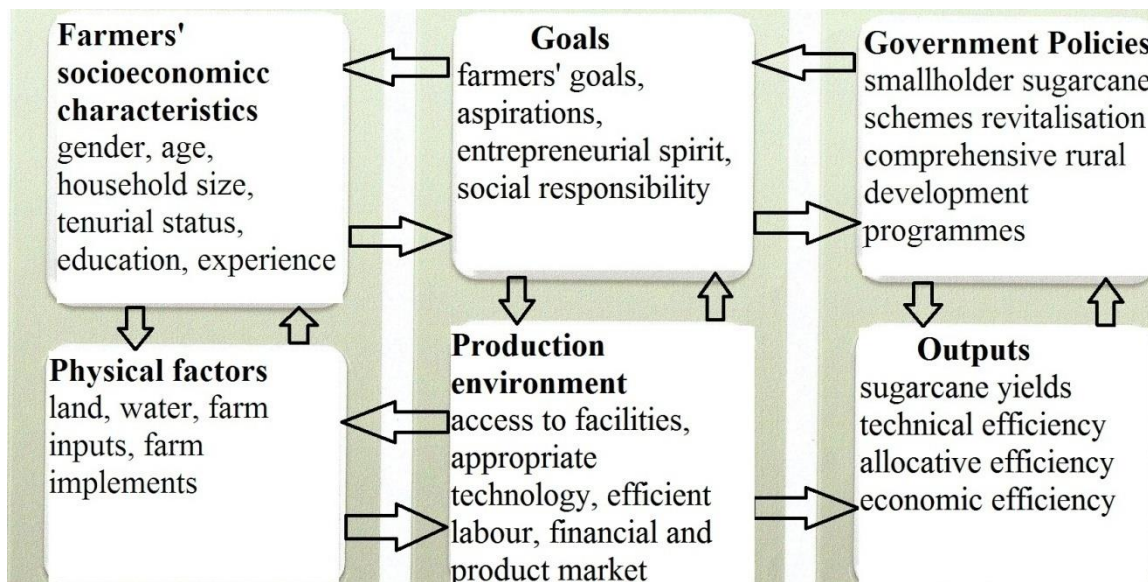 Farmers'
socioeconomicc
characteristics
gender, age,
household size,
tenurial status,
education, experience
Goals
farmers' goals,
aspirations,
entrepreneurial spirit,
social responsibility
Government Policies
smallholder sugarcane
schemes revitalisation
comprehensive rural
development
programmes
Physical factors
land, water, farm
inputs, farm
implements
Production
environment
access to facilities,
appropriate
technology, efficient
labour, financial and
product market
Outputs
sugarcane yields
technical efficiency
allocative efficiency
economic efficiency